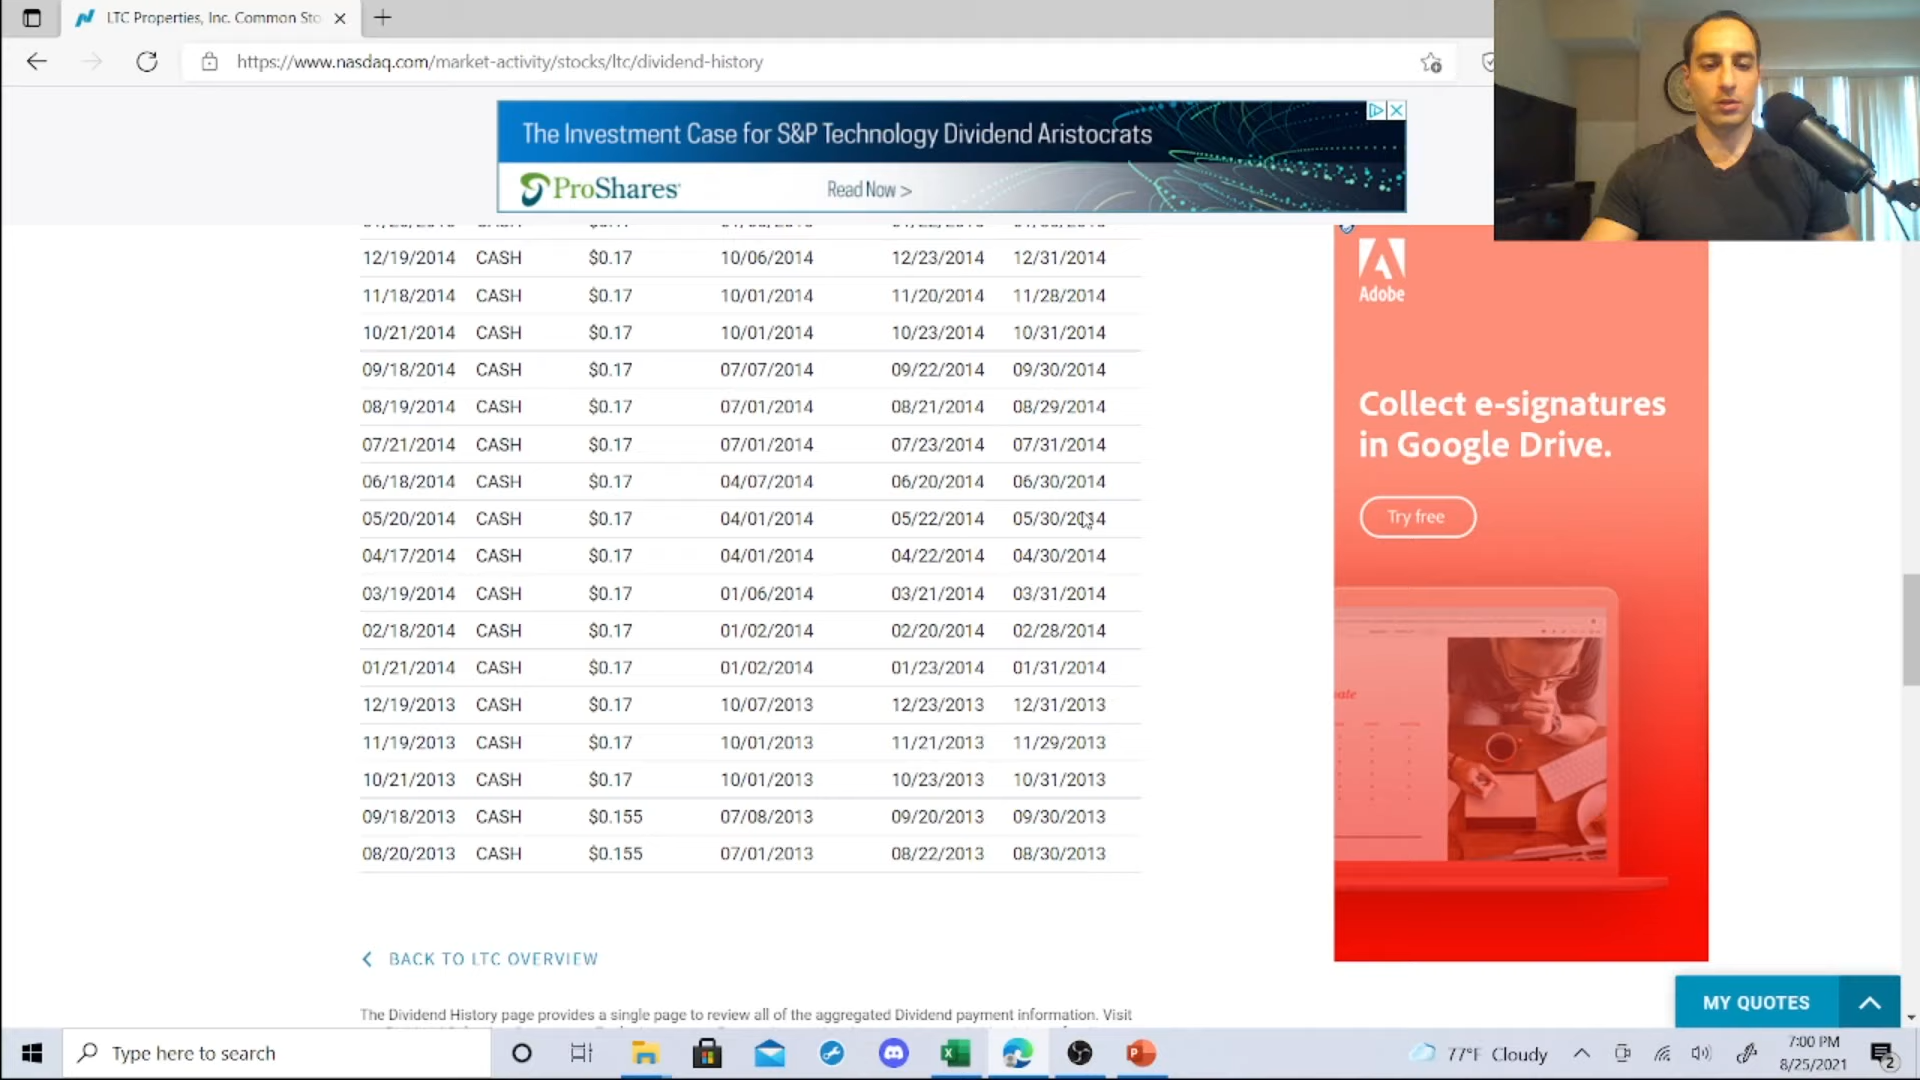 LTC Properties, Inc. Common Sto
https://www.nasdaq.com/market-activity/stocks/ltc/dividend-history
The Investment Case for S&P Technology Dividend Aristocrats
ProShares
Read Now >
12/19/2014 CASH $0.17 10/06/2014 12/23/2014 12/31/2014
11/18/2014 CASH $0.17 10/01/2014 11/20/2014 11/28/2014
10/21/2014 CASH $0.17 10/01/2014 10/23/2014 10/31/2014
09/18/2014 CASH $0.17 07/07/2014 09/22/2014 09/30/2014
08/19/2014 CASH $0.17 07/01/2014 08/21/2014 08/29/2014
07/21/2014 CASH $0.17 07/01/2014 07/23/2014 07/31/2014
06/18/2014 CASH $0.17 04/07/2014 06/20/2014 06/30/2014
05/20/2014 CASH $0.17 04/01/2014 05/22/2014 05/30/2014
04/17/2014 CASH $0.17 04/01/2014 04/22/2014 04/30/2014
03/19/2014 CASH $0.17 01/06/2014 03/21/2014 03/31/2014
02/18/2014 CASH $0.17 01/02/2014 02/20/2014 02/28/2014
01/21/2014 CASH $0.17 01/02/2014 01/23/2014 01/31/2014
12/19/2013 CASH $0.17 10/07/2013 12/23/2013 12/31/2013
11/19/2013 CASH $0.17 10/01/2013 11/21/2013 11/29/2013
10/21/2013 CASH $0.17 10/01/2013 10/23/2013 10/31/2013
09/18/2013 CASH $0.155 07/08/2013 09/20/2013 09/30/2013
08/20/2013 CASH $0.155 07/01/2013 08/22/2013 08/30/2013
BACK TO LTC OVERVIEW
The Dividend History page provides a single page to review all of the aggregated Dividend payment information. Visit
Adobe
Collect e-signatures
in Google Drive.
Try free
MY QUOTES
Type here to search
77°F Cloudy
7:00 PM
8/25/2021
2